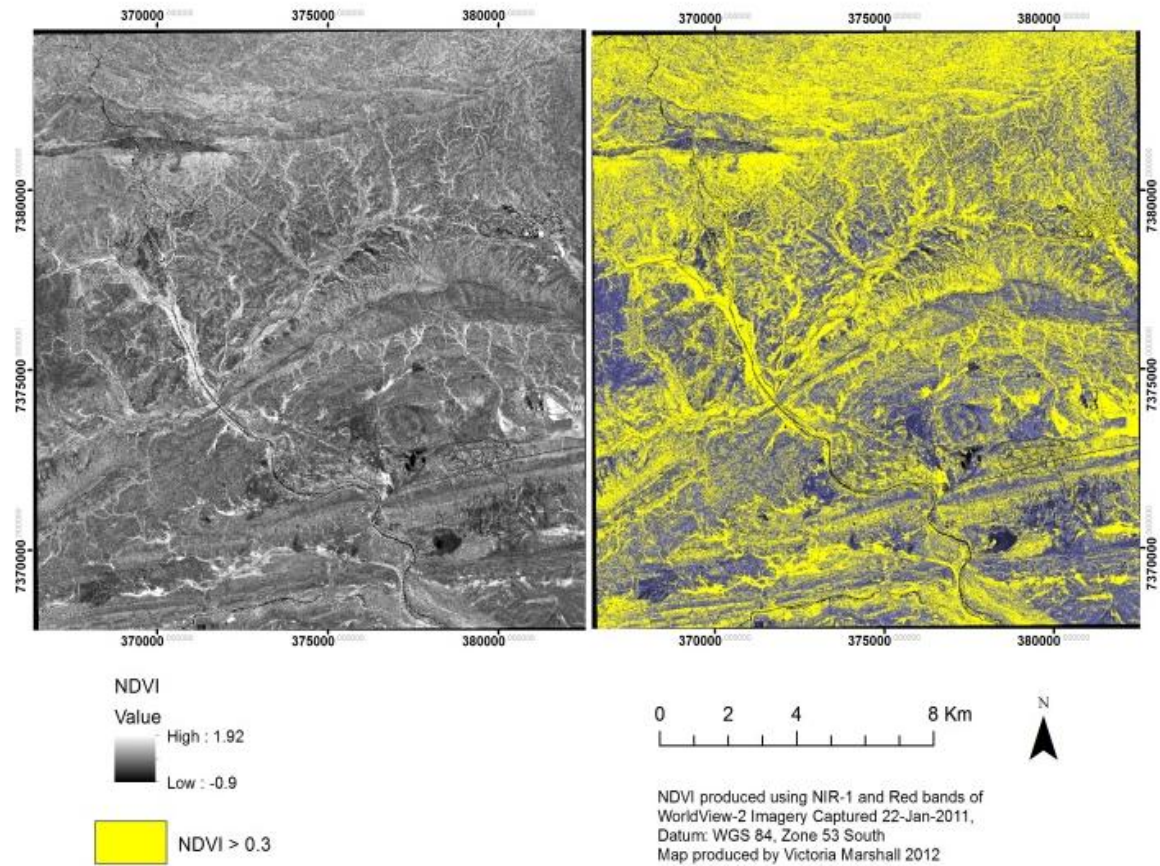 370000 375000 380000 370000 375000 380000
7380000
7375000
7370000
7380000
7375000
7370000
370000 375000 380000 370000 375000 380000
NDVI
Value
High : 1.92
Low : -0.9
NDVI > 0.3
0 2 4 8 Km
N
NDVI produced using NIR-1 and Red bands of
WorldView-2 Imagery Captured 22-Jan-2011,
Datum: WGS 84, Zone 53 South
Map produced by Victoria Marshall 2012